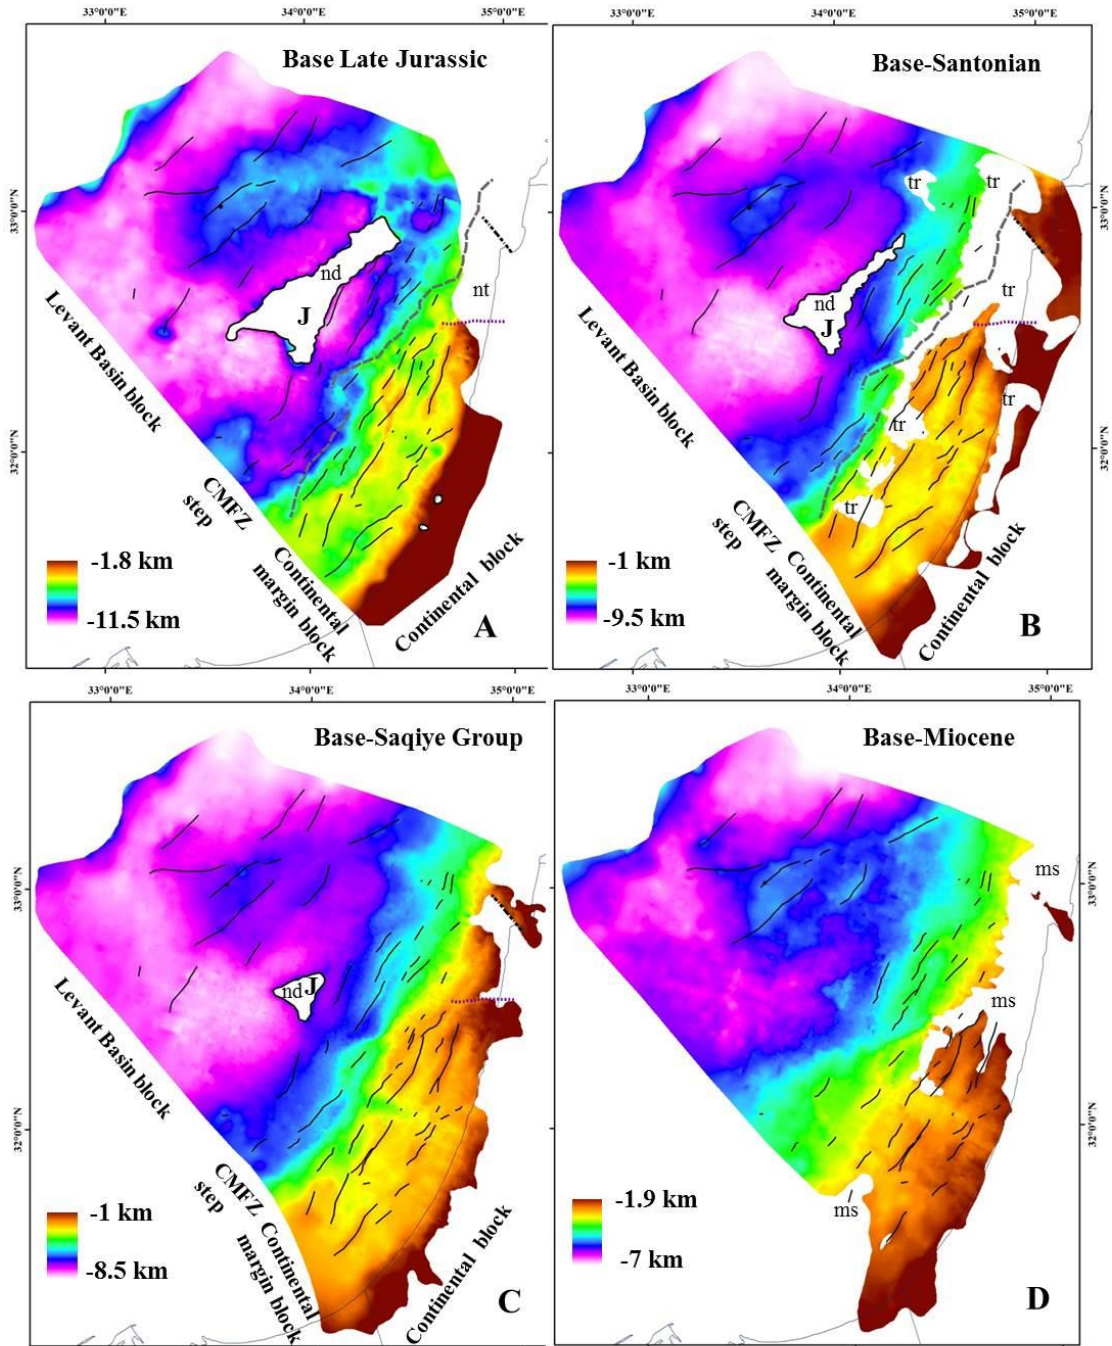 33°0'0"E
34°0'0"E
35°0'0"E
Base Late Jurassic
33°0'0"N
32°0'0"N
nd
J
nt
Levant Basin block
CMFZ
step
Continental
margin block
Continental block
-1.8 km
-11.5 km
A
33°0'0"E
34°0'0"E
35°0'0"E
Base-Santonian
33°0'0"N
32°0'0"N
tr
tr
nd
J
tr
tr
tr
tr
Levant Basin block
CMFZ
step
Continental
margin block
Continental block
-1 km
-9.5 km
B
33°0'0"E
34°0'0"E
35°0'0"E
Base-Saqiye Group
33°0'0"N
32°0'0"N
nd
J
Levant Basin block
CMFZ
step
Continental
margin block
Continental block
-1 km
-8.5 km
C
33°0'0"E
34°0'0"E
35°0'0"E
Base-Miocene
33°0'0"N
32°0'0"N
ms
ms
ms
-1.9 km
-7 km
D